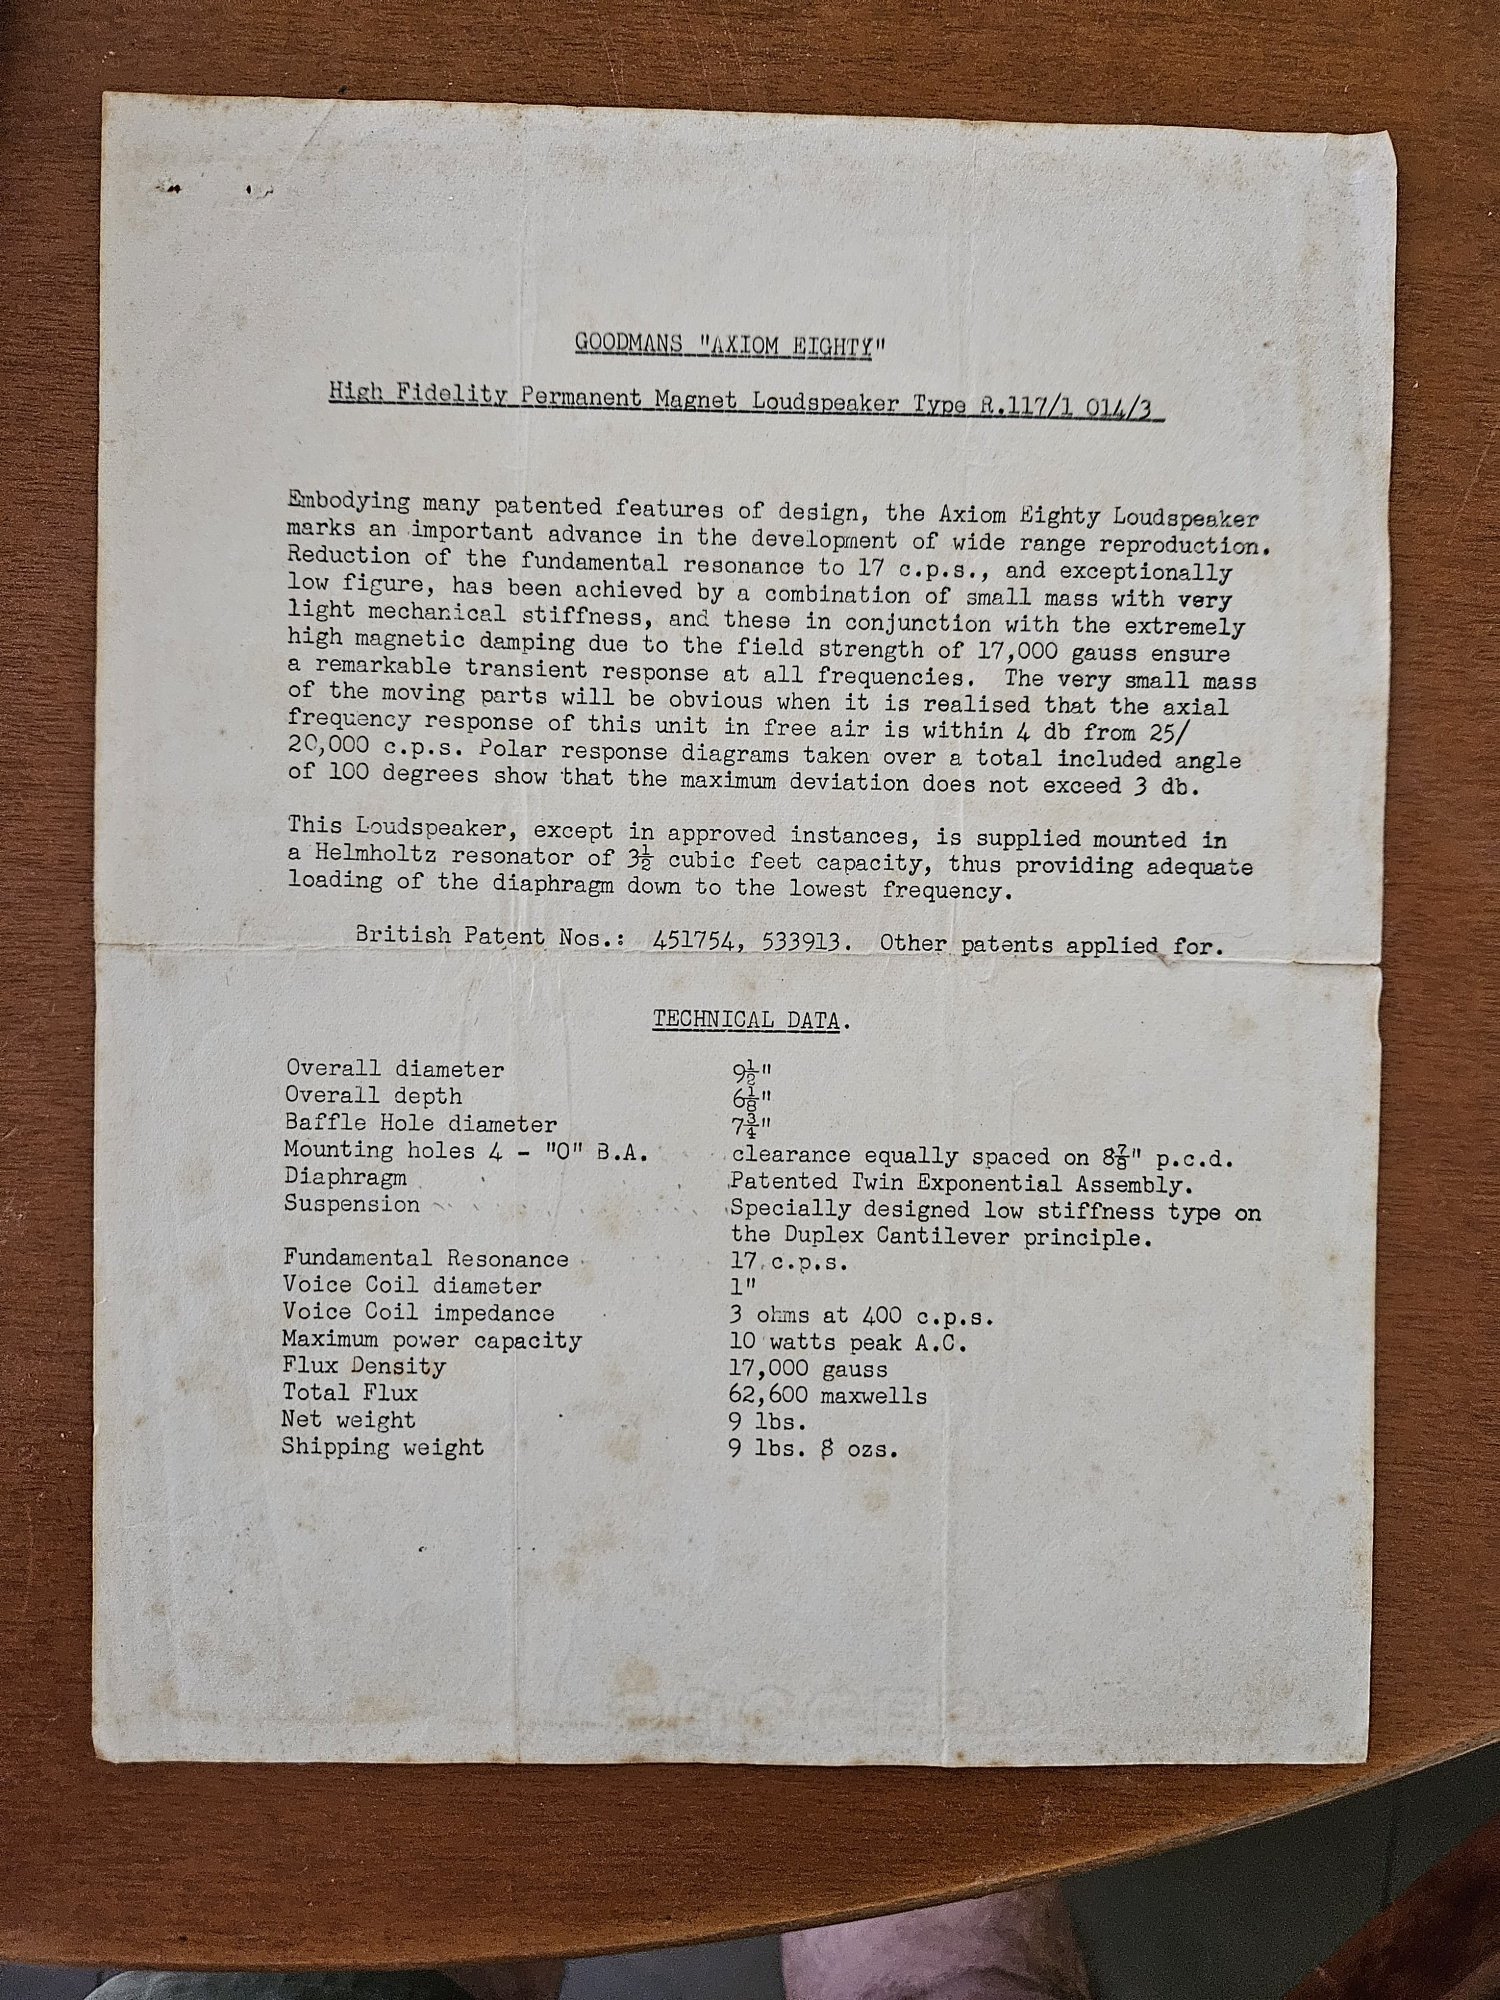 GOODMANS "AXIOM EIGHTY"
High Fidelity Permanent Magnet Loudspeaker Type R.117/1 014/3
Embodying many patented features of design, the Axiom Eighty Loudspeaker
marks an important advance in the development of wide range reproduction.
Reduction of the fundamental resonance to 17 c.p.s., and exceptionally
low figure, has been achieved by a combination of small mass with very
light mechanical stiffness, and these in conjunction with the extremely
high magnetic damping due to the field strength of 17,000 gauss ensure
a remarkable transient response at all frequencies. The very small mass
of the moving parts will be obvious when it is realised that the axial
frequency response of this unit in free air is within 4 db from 25/
20,000 c.p.s. Polar response diagrams taken over a total included angle
of 100 degrees show that the maximum deviation does not exceed 3 db.
This Loudspeaker, except in approved instances, is supplied mounted in
a Helmholtz resonator of 3½ cubic feet capacity, thus providing adequate
loading of the diaphragm down to the lowest frequency.
British Patent Nos.: 451754, 533913. Other patents applied for.
TECHNICAL DATA.
Overall diameter 9½"
Overall depth 6⅛"
Baffle Hole diameter 7¾"
Mounting holes 4 - "O" B.A. clearance equally spaced on 8⅞" p.c.d.
Diaphragm Patented Twin Exponential Assembly.
Suspension Specially designed low stiffness type on
the Duplex Cantilever principle.
Fundamental Resonance 17 c.p.s.
Voice Coil diameter 1"
Voice Coil impedance 3 ohms at 400 c.p.s.
Maximum power capacity 10 watts peak A.C.
Flux Density 17,000 gauss
Total Flux 62,600 maxwells
Net weight 9 lbs.
Shipping weight 9 lbs. 8 ozs.